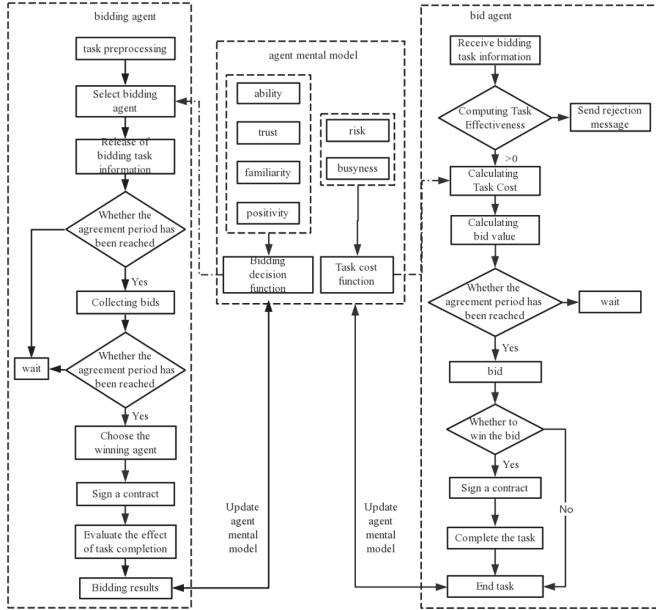 bidding agent
task preprocessing
Select bidding
agent
Release of
bidding task
information
Whether the
agreement period has
been reached
Yes
Collecting bids
Whether the
agreement period has
been reached
wait
Yes
Choose the
winning agent
Sign a contract
Evaluate the effect
of task completion
Bidding results
agent mental model
ability
trust
familiarity
positivity
risk
busyness
Bidding
decision
function
Task cost
function
Update
agent
mental
model
Update
agent
mental
model
bid agent
Receive bidding
task information
Computing Task
Effectiveness
Send rejection
message
>0
Calculating
Task Cost
Calculating
bid value
Whether the
agreement period has
been reached
wait
Yes
bid
Whether to
win the bid
Yes
No
Sign a contract
Complete the task
End task